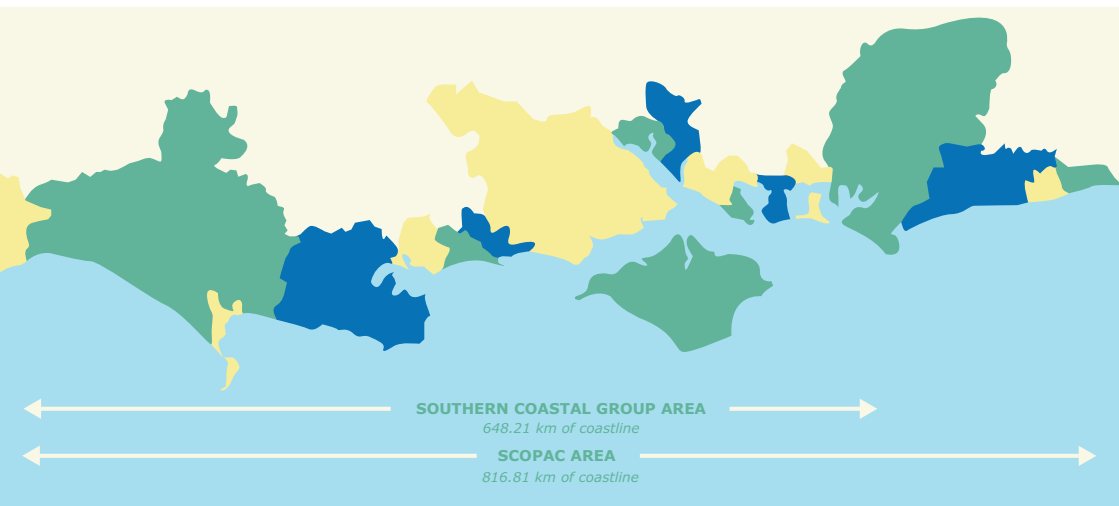 SOUTHERN COASTAL GROUP AREA
648.21 km of coastline
SCOPAC AREA
816.81 km of coastline